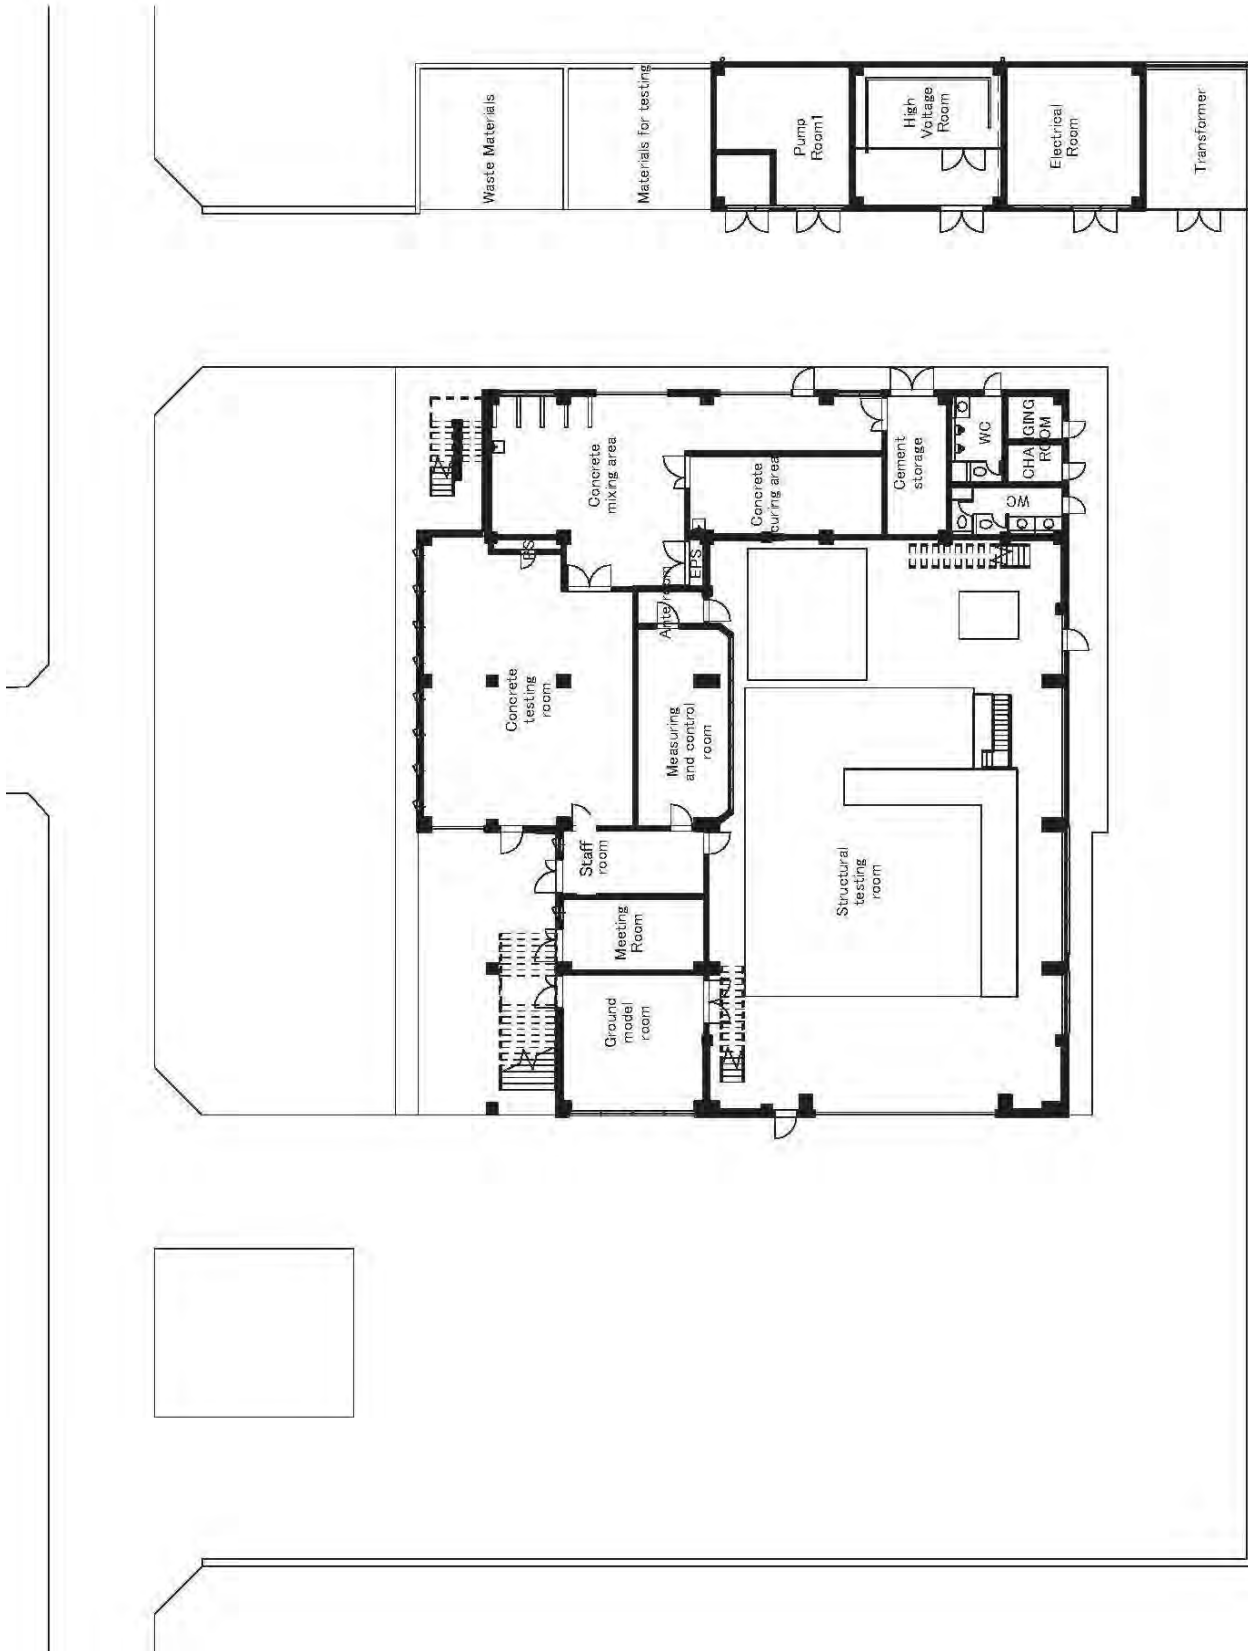 Waste Materials
Materials for testing
Pump
Room1
High
Voltage
Room
Electrical
Room
Transformer
Concrete
mixing area
Concrete
curing area
Cement
storage
WC
CHANGING
ROOM
WC
PS
EPS
Anteroom
Concrete
testing
room
Measuring
and control
room
Staff
room
Meeting
Room
Ground
model
room
Structural
testing
room